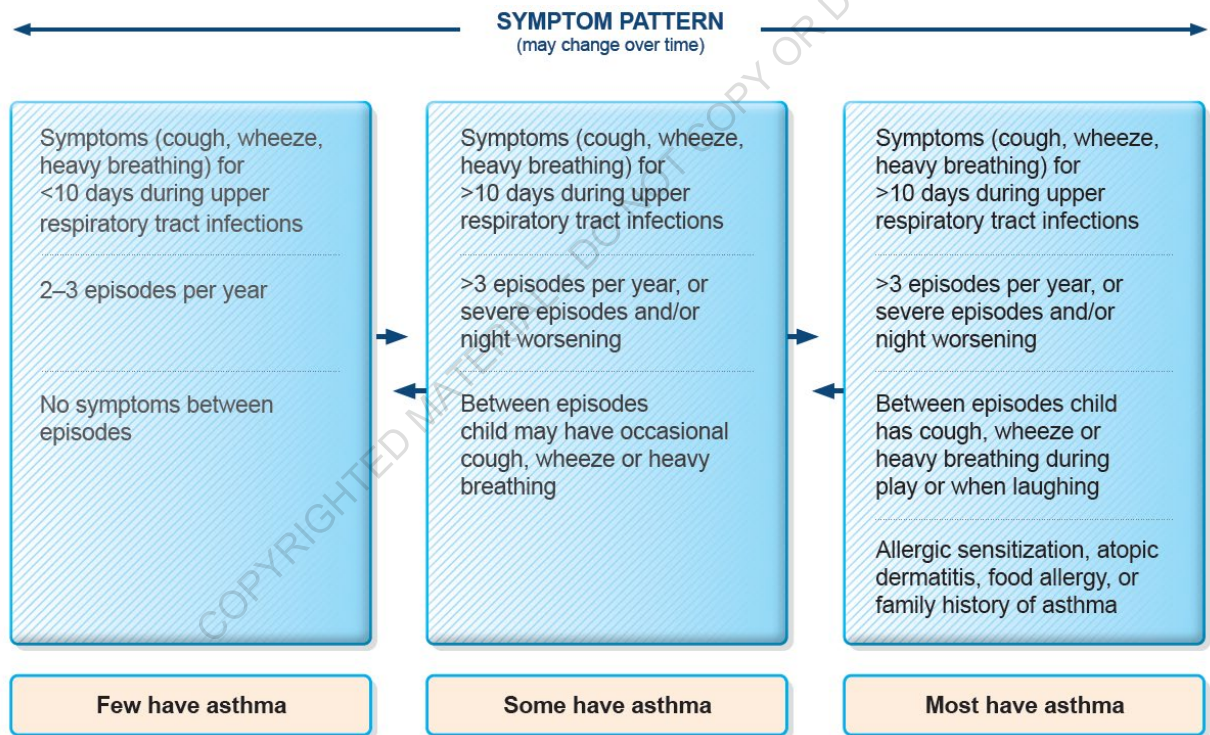 SYMPTOM PATTERN
(may change over time)
Symptoms (cough, wheeze,
heavy breathing) for
<10 days during upper
respiratory tract infections
2–3 episodes per year
No symptoms between
episodes
Few have asthma
Symptoms (cough, wheeze,
heavy breathing) for
>10 days during upper
respiratory tract infections
>3 episodes per year, or
severe episodes and/or
night worsening
Between episodes
child may have occasional
cough, wheeze or heavy
breathing
Some have asthma
Symptoms (cough, wheeze,
heavy breathing) for
>10 days during upper
respiratory tract infections
>3 episodes per year, or
severe episodes and/or
night worsening
Between episodes child
has cough, wheeze or
heavy breathing during
play or when laughing
Allergic sensitization, atopic
dermatitis, food allergy, or
family history of asthma
Most have asthma
COPYRIGHTED MATERIAL - DO NOT COPY OR D